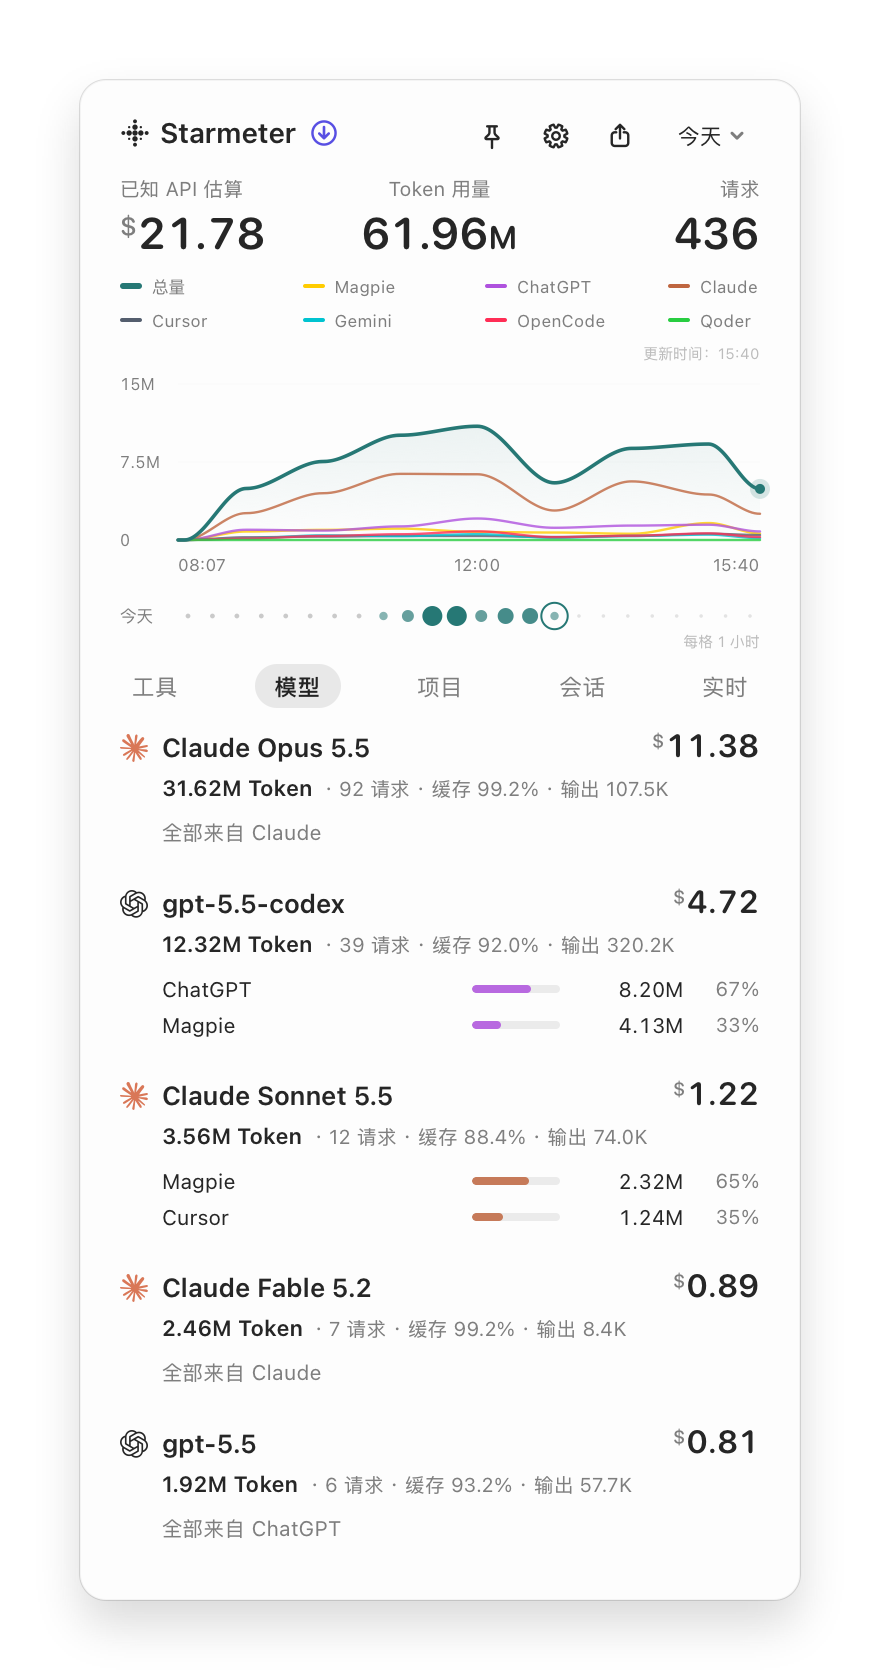 Starmeter 今天
已知 API 估算 Token 用量 请求
$21.78 61.96M 436
总量 Magpie ChatGPT Claude
Cursor Gemini OpenCode Qoder
更新时间：15:40
15M
7.5M
0
08:07 12:00 15:40
今天
每格 1 小时
工具 模型 项目 会话 实时
Claude Opus 5.5 $11.38
31.62M Token · 92 请求 · 缓存 99.2% · 输出 107.5K
全部来自 Claude
gpt-5.5-codex $4.72
12.32M Token · 39 请求 · 缓存 92.0% · 输出 320.2K
ChatGPT 8.20M 67%
Magpie 4.13M 33%
Claude Sonnet 5.5 $1.22
3.56M Token · 12 请求 · 缓存 88.4% · 输出 74.0K
Magpie 2.32M 65%
Cursor 1.24M 35%
Claude Fable 5.2 $0.89
2.46M Token · 7 请求 · 缓存 99.2% · 输出 8.4K
全部来自 Claude
gpt-5.5 $0.81
1.92M Token · 6 请求 · 缓存 93.2% · 输出 57.7K
全部来自 ChatGPT